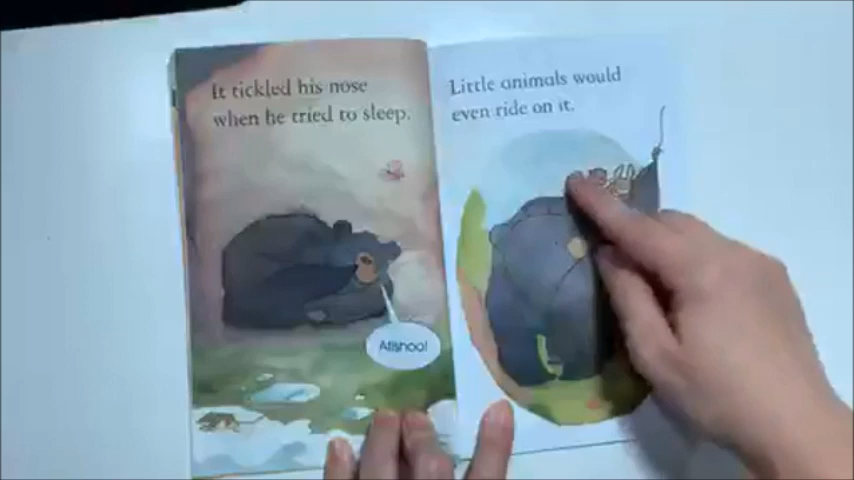 It tickled his nose
when he tried to sleep.
Atishoo!
Little animals would
even ride on it.